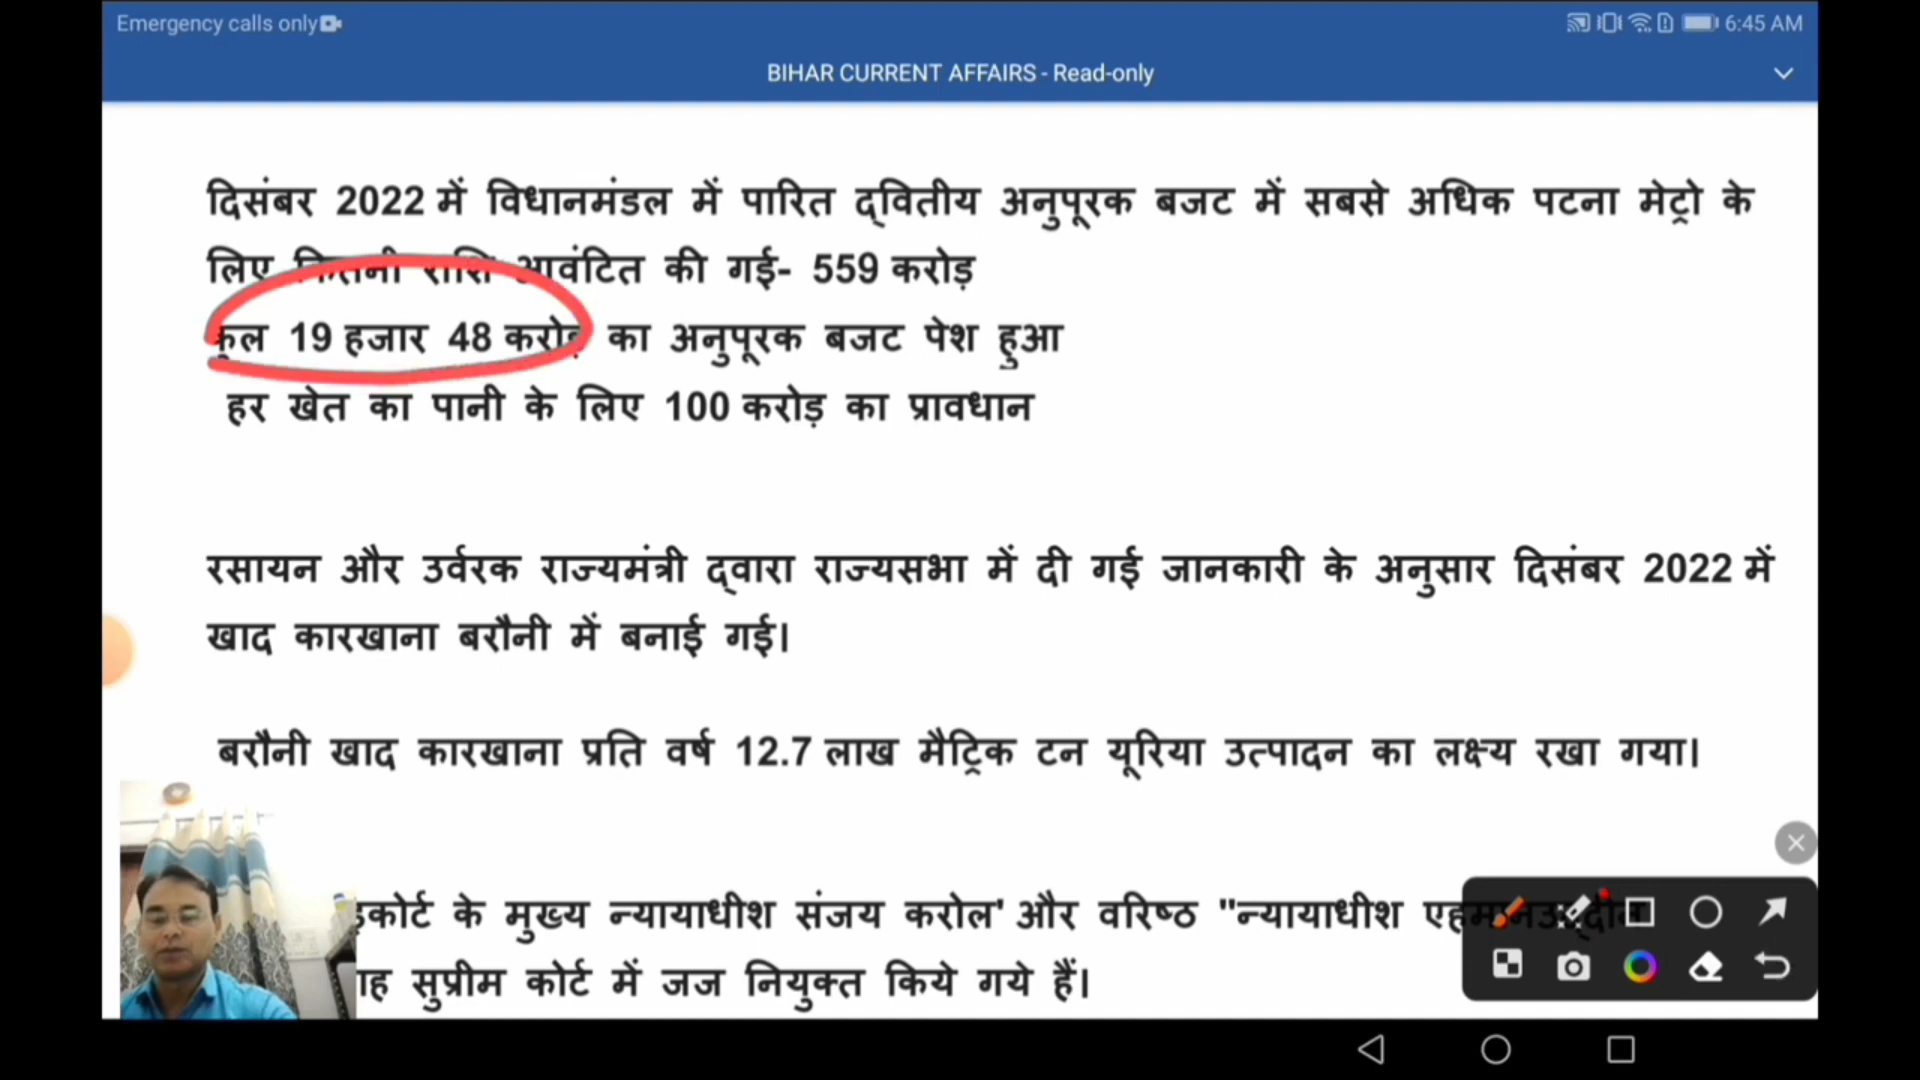 Emergency calls only
6:45 AM
BIHAR CURRENT AFFAIRS - Read-only
दिसंबर 2022 में विधानमंडल में पारित द्वितीय अनुपूरक बजट में सबसे अधिक पटना मेट्रो के
लिए कितनी राशि आवंटित की गई- 559 करोड़
कुल 19 हजार 48 करोड़ का अनुपूरक बजट पेश हुआ
हर खेत का पानी के लिए 100 करोड़ का प्रावधान
रसायन और उर्वरक राज्यमंत्री द्वारा राज्यसभा में दी गई जानकारी के अनुसार दिसंबर 2022 में
खाद कारखाना बरौनी में बनाई गई।
बरौनी खाद कारखाना प्रति वर्ष 12.7 लाख मैट्रिक टन यूरिया उत्पादन का लक्ष्य रखा गया।
के मुख्य न्यायाधीश संजय करोल' और वरिष्ठ "न्यायाधीश
सुप्रीम कोर्ट में जज नियुक्त किये गये हैं।